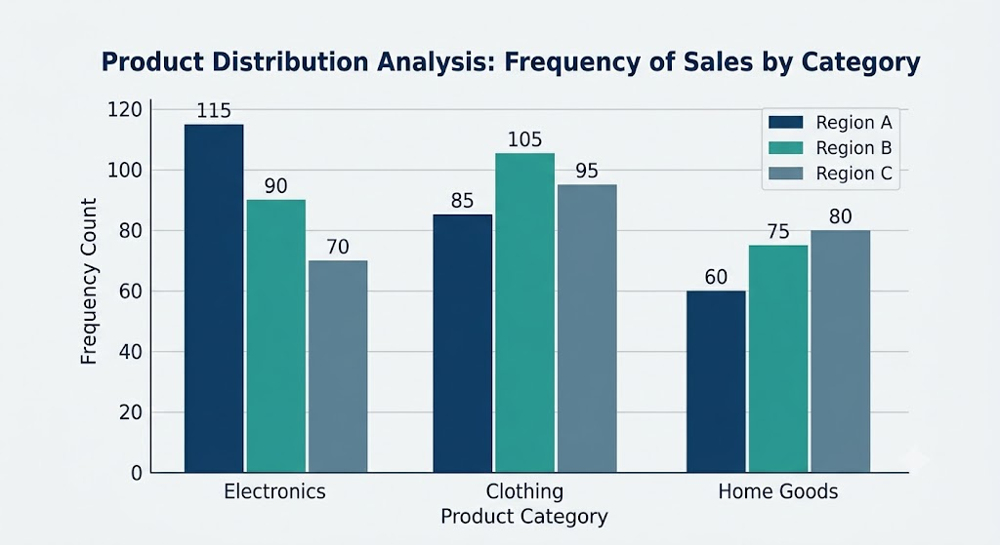 Product Distribution Analysis: Frequency of Sales by Category
120
100
80
60
40
20
0
Frequency Count
115
90
70
85
105
95
60
75
80
Region A
Region B
Region C
Electronics
Clothing
Home Goods
Product Category